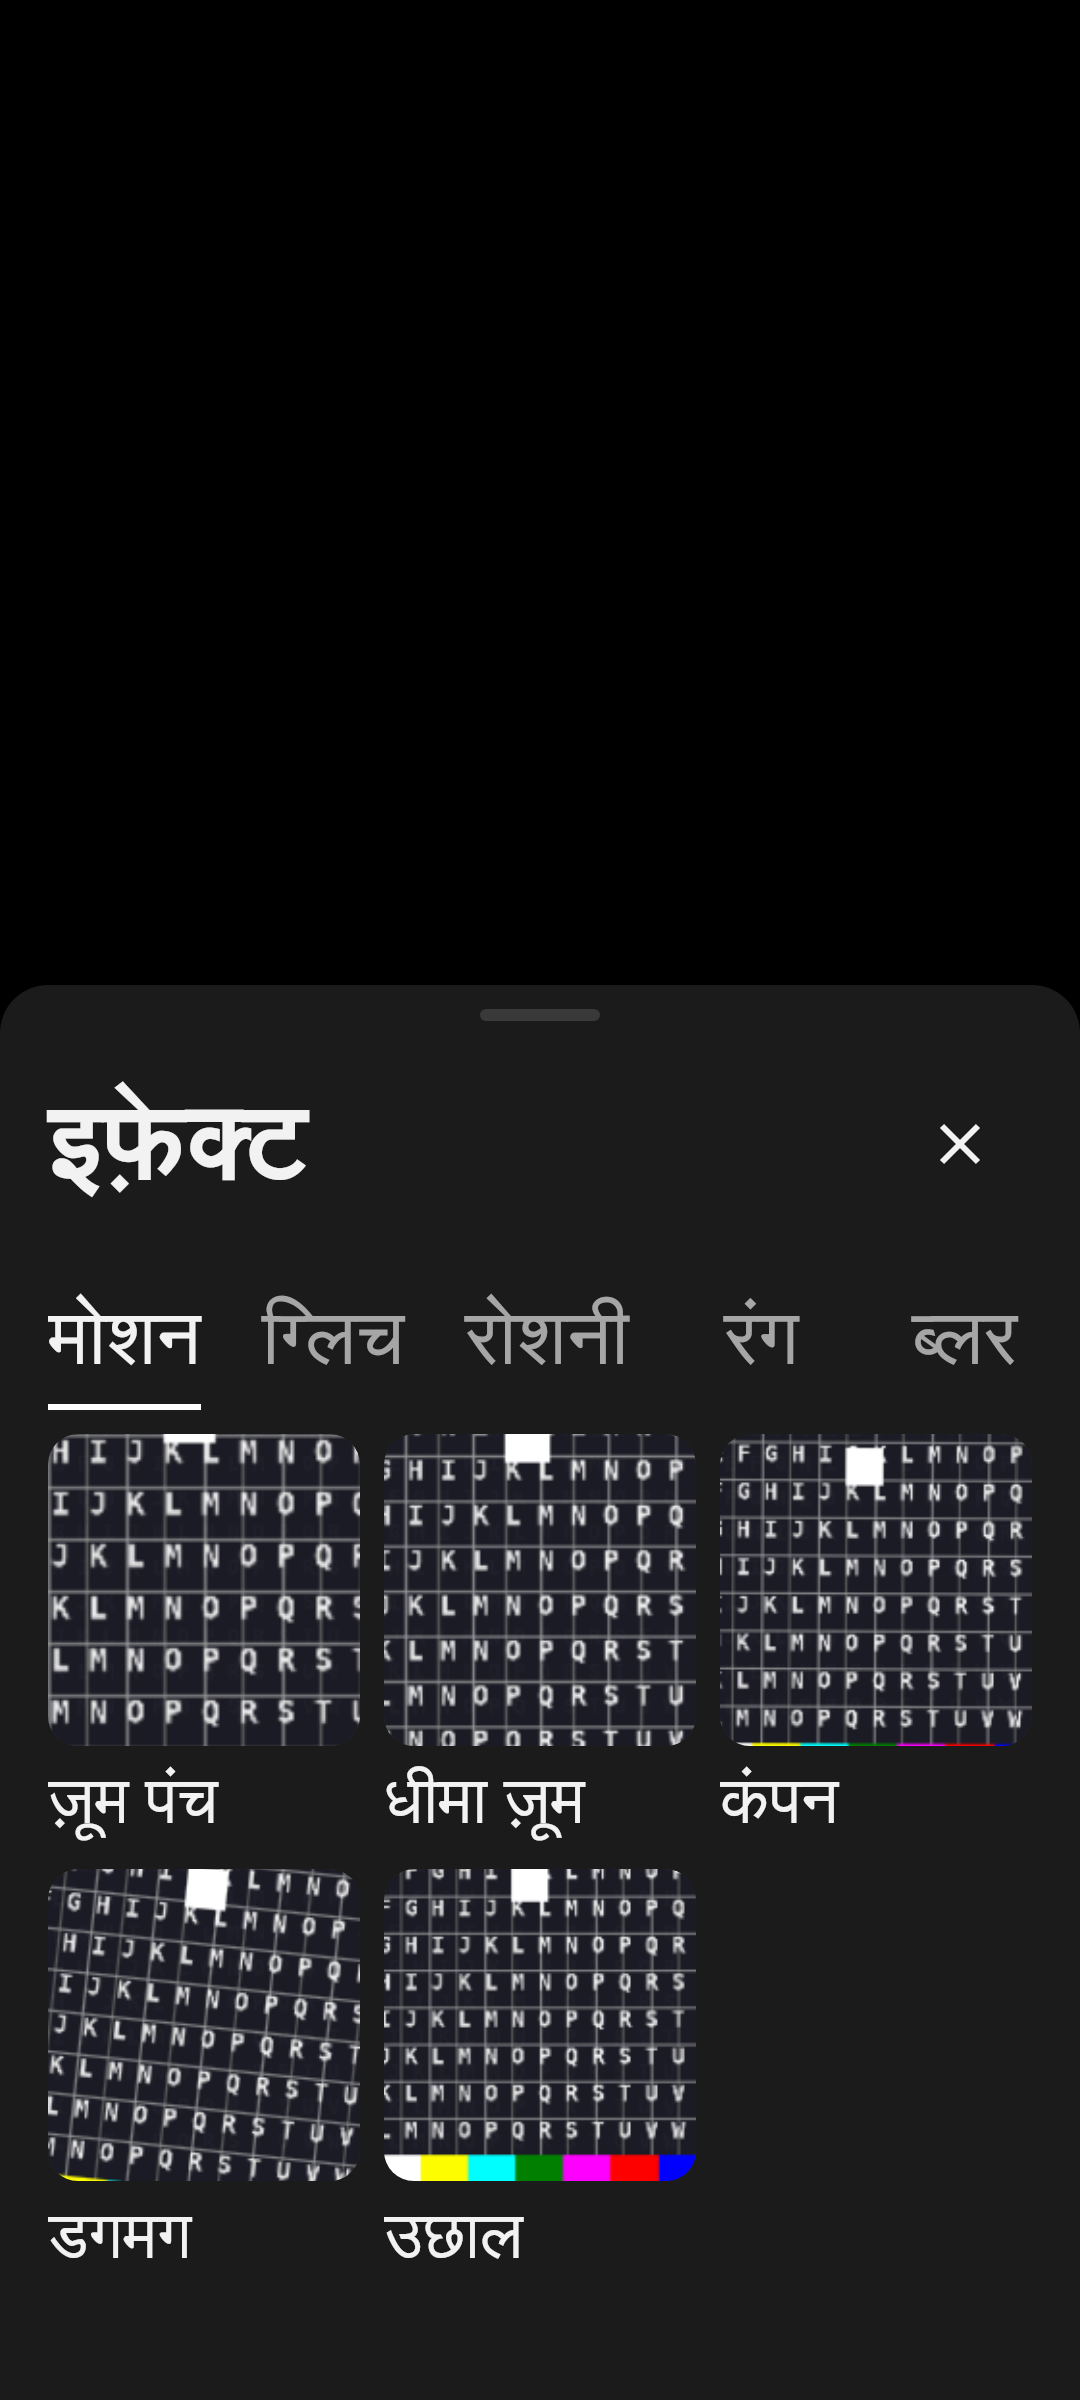 इफ़ेक्ट
मोशन ग्लिच रोशनी रंग ब्लर
H I J K L M N O
I J K L M N O P
J K L M N O P Q
K L M N O P Q R
L M N O P Q R S
M N O P Q R S T
ज़ूम पंच
H I J K L M N O P
I J K L M N O P Q
J K L M N O P Q R
K L M N O P Q R S
L M N O P Q R S T
M N O P Q R S T U
N O P Q R S T U V
धीमा ज़ूम
F G H I L M N O P
G H I J K L M N O P Q
H I J K L M N O P Q R
I J K L M N O P Q R S
J K L M N O P Q R S T
K L M N O P Q R S T U
L M N O P Q R S T U V
M N O P Q R S T U V W
कंपन
L M N O
G H I J K L M N O P
H I J K L M N O P Q
I J K L M N O P Q R
J K L M N O P Q R S T
K L M N O P Q R S T U
L M N O P Q R S T U V
N O P Q R S T U V W
डगमग
F G H I L M N O P
G H I J K L M N O P Q
H I J K L M N O P Q R
I J K L M N O P Q R S
J K L M N O P Q R S T
K L M N O P Q R S T U
L M N O P Q R S T U V
M N O P Q R S T U V W
उछाल